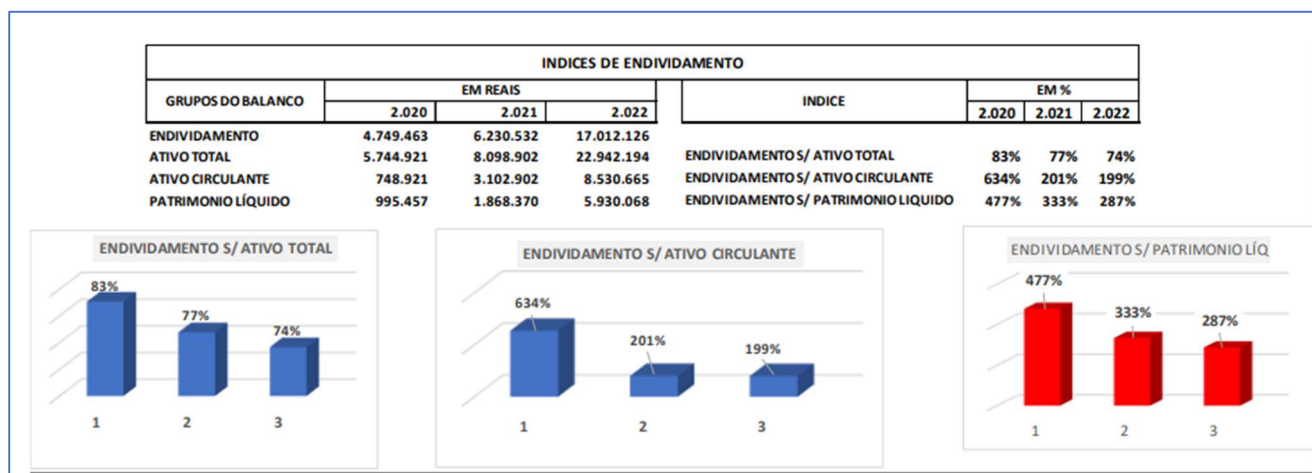 INDICES DE ENDIVIDAMENTO
GRUPOS DO BALANCO EM REAIS INDICE EM %
2.020 2.021 2.022 2.020 2.021 2.022
ENDIVIDAMENTO 4.749.463 6.230.532 17.012.126
ATIVO TOTAL 5.744.921 8.098.902 22.942.194 ENDIVIDAMENTO S/ ATIVO TOTAL 83% 77% 74%
ATIVO CIRCULANTE 748.921 3.102.902 8.530.665 ENDIVIDAMENTO S/ ATIVO CIRCULANTE 634% 201% 199%
PATRIMONIO LÍQUIDO 995.457 1.868.370 5.930.068 ENDIVIDAMENTO S/ PATRIMONIO LIQUIDO 477% 333% 287%
ENDIVIDAMENTO S/ ATIVO TOTAL
83%
77%
74%
1 2 3
ENDIVIDAMENTO S/ ATIVO CIRCULANTE
634%
201%
199%
1 2 3
ENDIVIDAMENTO S/ PATRIMONIO LÍQ
477%
333%
287%
1 2 3